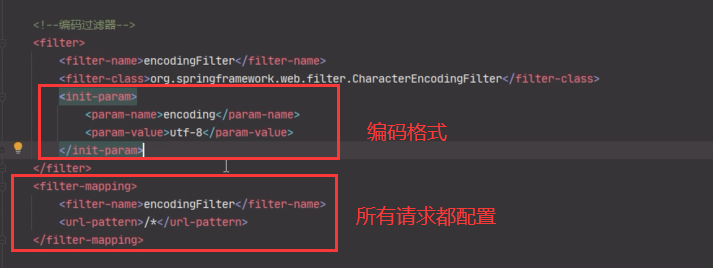 <!--编码过滤器-->
<filter>
<filter-name>encodingFilter</filter-name>
<filter-class>org.springframework.web.filter.CharacterEncodingFilter</filter-class>
<init-param>
<param-name>encoding</param-name>
<param-value>utf-8</param-value>
</init-param>
编码格式
</filter>
<filter-mapping>
<filter-name>encodingFilter</filter-name>
<url-pattern>/*</url-pattern>
</filter-mapping>
所有请求都配置